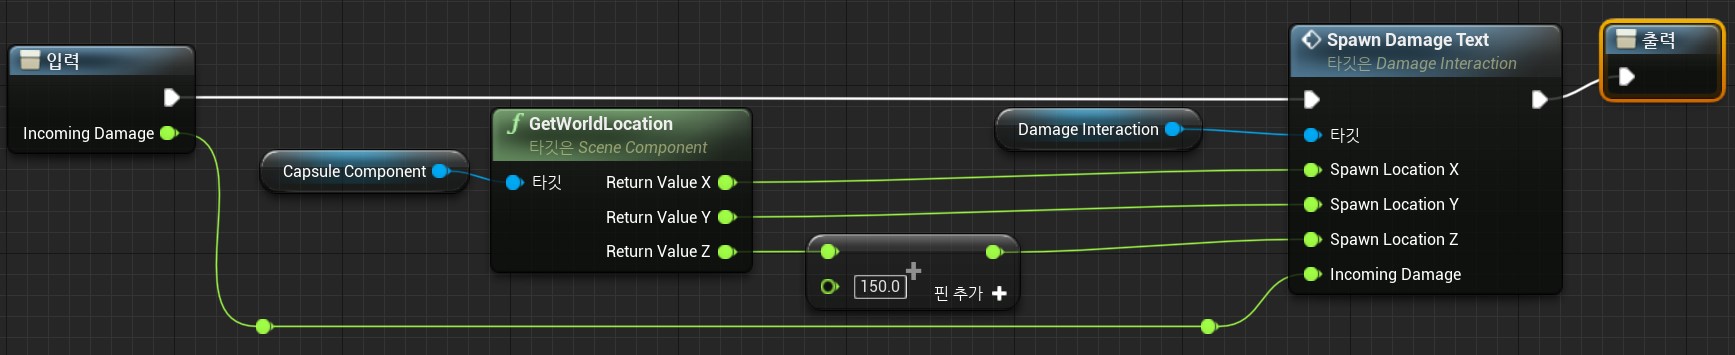 입력
Incoming Damage
Capsule Component
GetWorldLocation
타깃은 Scene Component
타깃
Return Value X
Return Value Y
Return Value Z
150.0
핀 추가
Damage Interaction
Spawn Damage Text
타깃은 Damage Interaction
타깃
Spawn Location X
Spawn Location Y
Spawn Location Z
Incoming Damage
출력